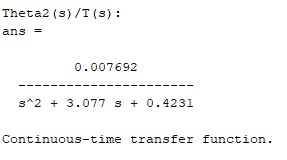 Theta2(s)/T(s):
ans =
0.007692
----------------------
s^2 + 3.077 s + 0.4231
Continuous-time transfer function.